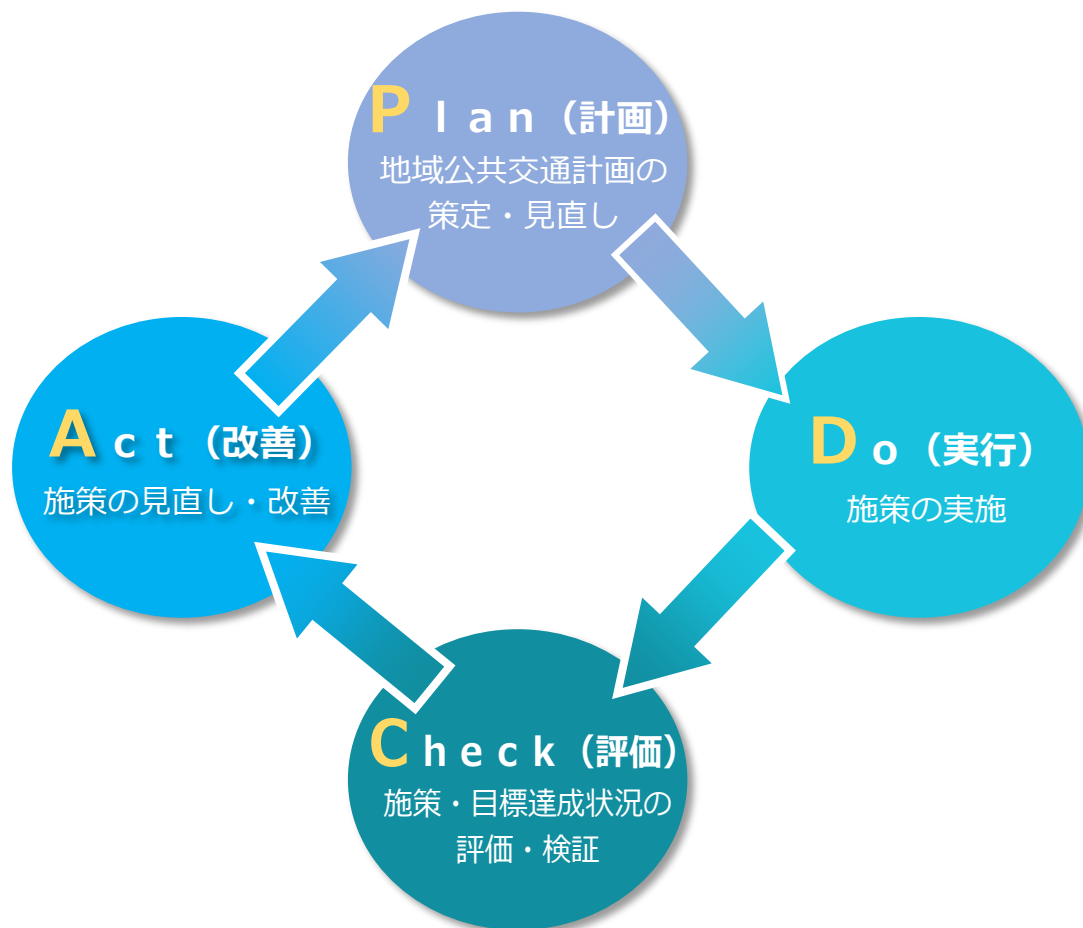 Ｐｌａｎ（計画）
地域公共交通計画の
策定・見直し
Ａｃｔ（改善）
施策の見直し・改善
Ｄｏ（実行）
施策の実施
Ｃｈｅｃｋ（評価）
施策・目標達成状況の
評価・検証